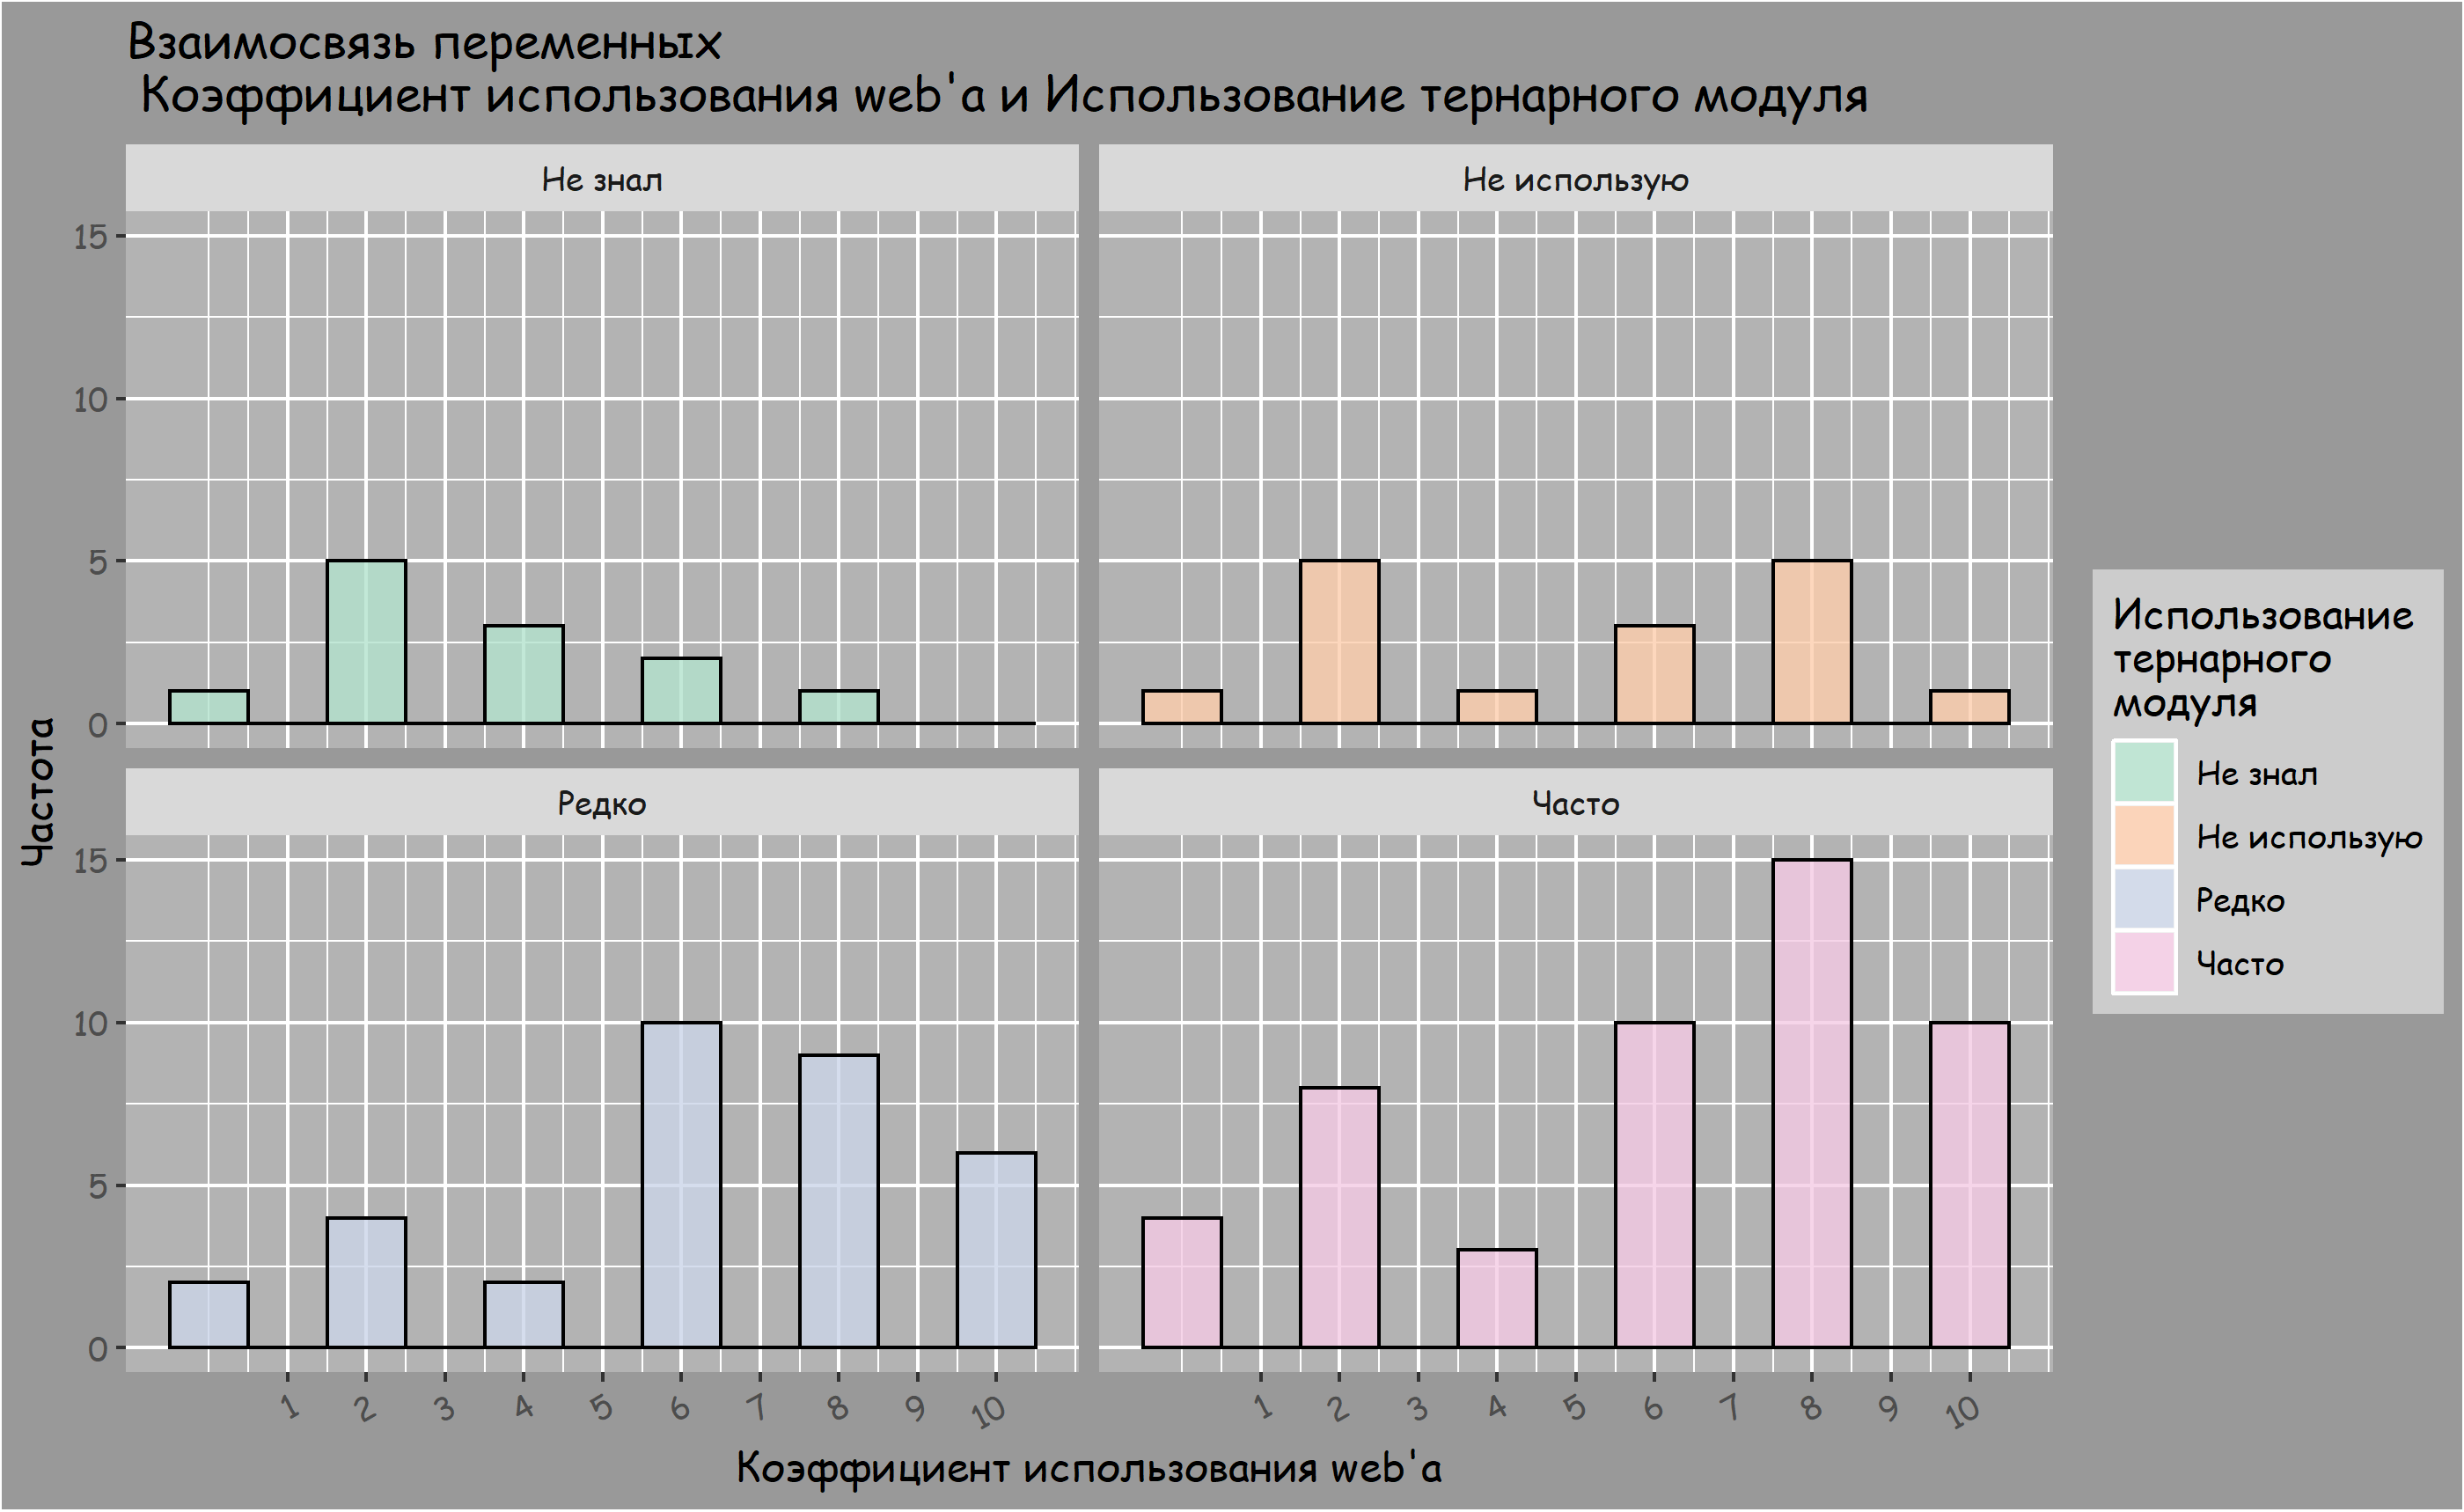 Взаимосвязь переменных
Коэффициент использования web'а и Использование тернарного модуля
Не знал
Не использую
15
10
5
0
Редко
Часто
15
10
5
0
1 2 3 4 5 6 7 8 9 10
1 2 3 4 5 6 7 8 9 10
Коэффициент использования web'а
Частота
Использование
тернарного
модуля
Не знал
Не использую
Редко
Часто